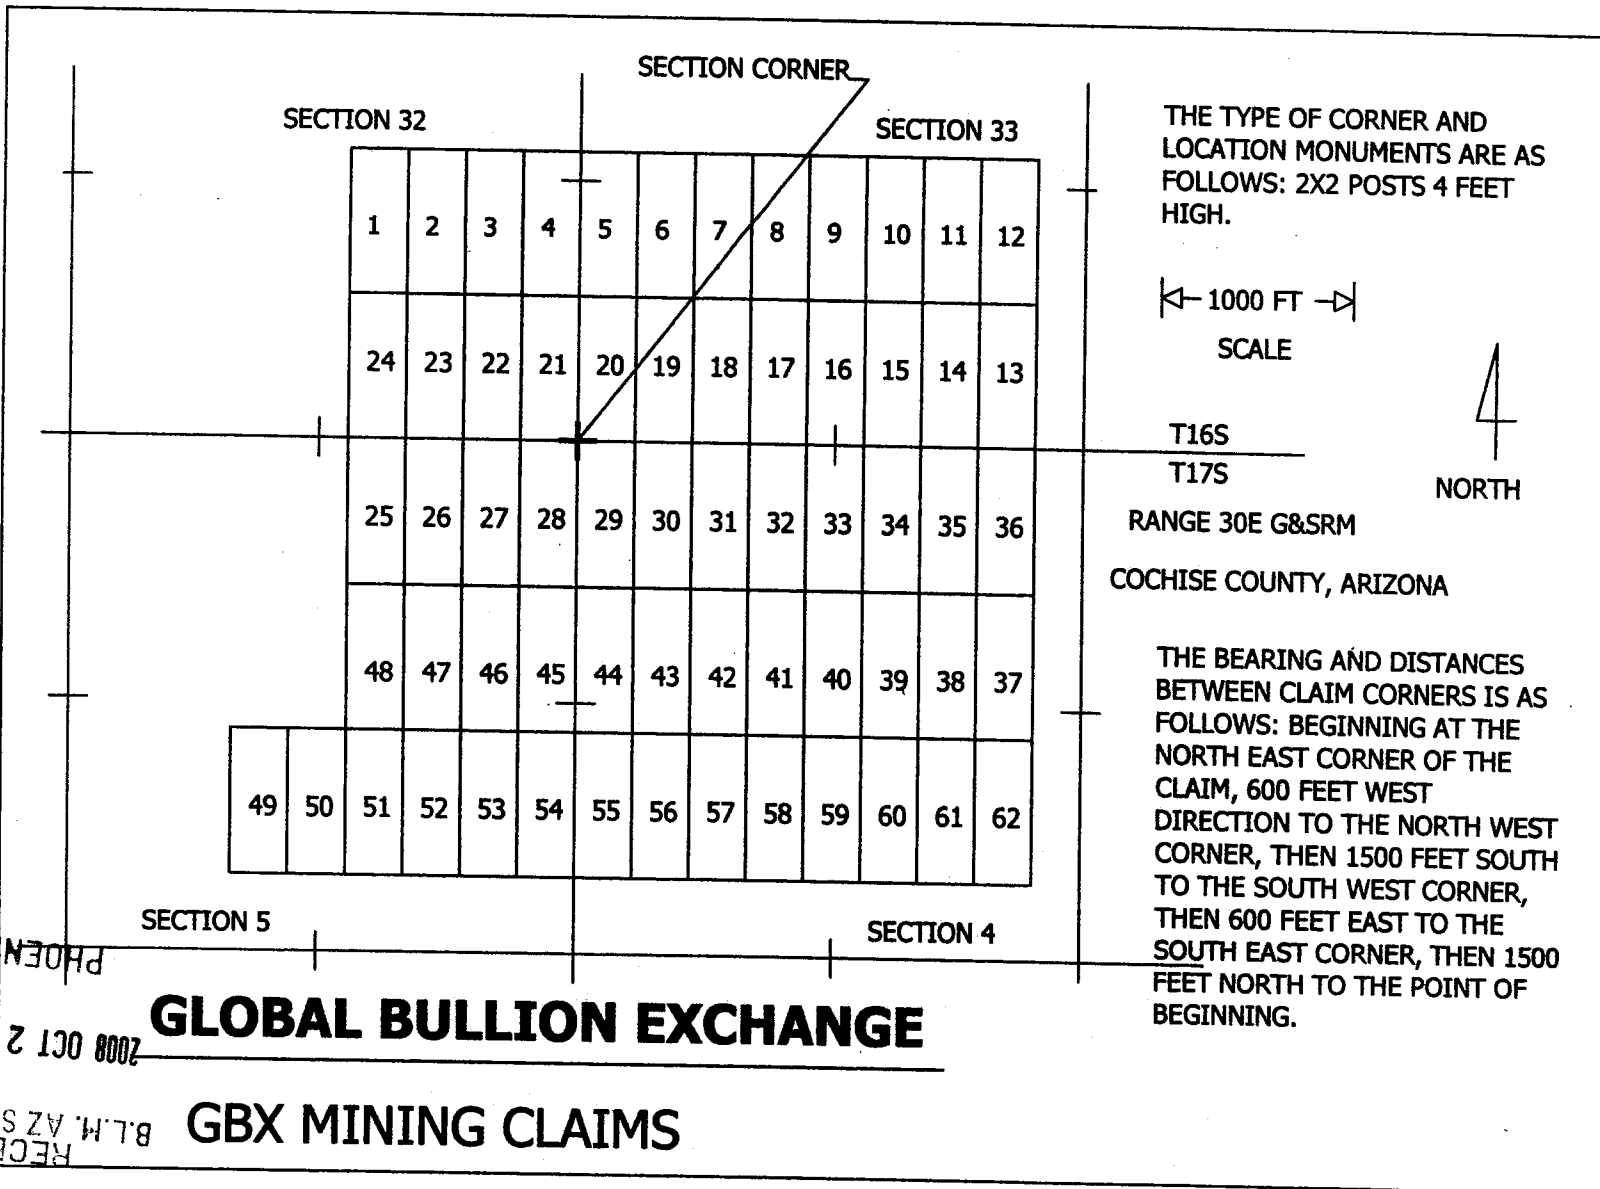 SECTION CORNER
SECTION 32
SECTION 33
1 2 3 4 5 6 7 8 9 10 11 12
24 23 22 21 20 19 18 17 16 15 14 13
25 26 27 28 29 30 31 32 33 34 35 36
48 47 46 45 44 43 42 41 40 39 38 37
49 50 51 52 53 54 55 56 57 58 59 60 61 62
SECTION 5
SECTION 4
THE TYPE OF CORNER AND
LOCATION MONUMENTS ARE AS
FOLLOWS: 2X2 POSTS 4 FEET
HIGH.
1000 FT
SCALE
T16S
T17S
NORTH
RANGE 30E G&SRM
COCHISE COUNTY, ARIZONA
THE BEARING AND DISTANCES
BETWEEN CLAIM CORNERS IS AS
FOLLOWS: BEGINNING AT THE
NORTH EAST CORNER OF THE
CLAIM, 600 FEET WEST
DIRECTION TO THE NORTH WEST
CORNER, THEN 1500 FEET SOUTH
TO THE SOUTH WEST CORNER,
THEN 600 FEET EAST TO THE
SOUTH EAST CORNER, THEN 1500
FEET NORTH TO THE POINT OF
BEGINNING.
GLOBAL BULLION EXCHANGE
GBX MINING CLAIMS
PHOEN
2008 OCT 2
B.L.M. AZ S
RECE